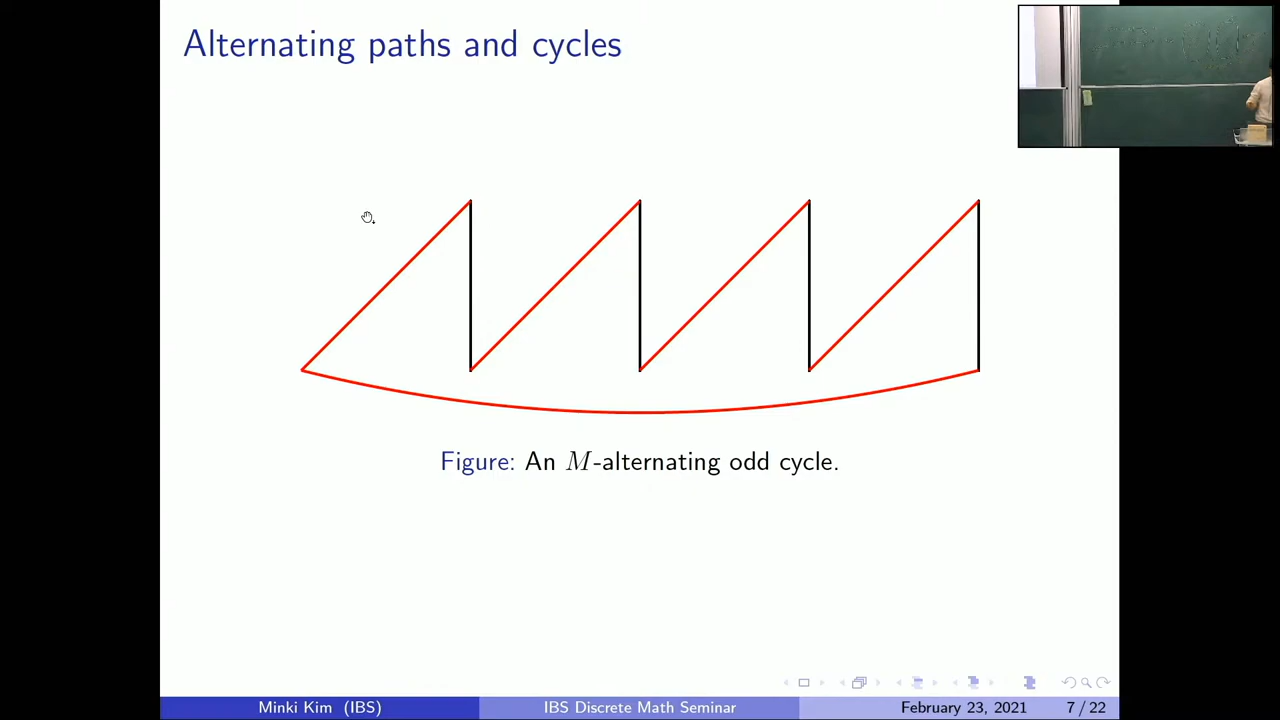 Alternating paths and cycles
Figure: An M-alternating odd cycle.
Minki Kim (IBS)
IBS Discrete Math Seminar
February 23, 2021
7 / 22